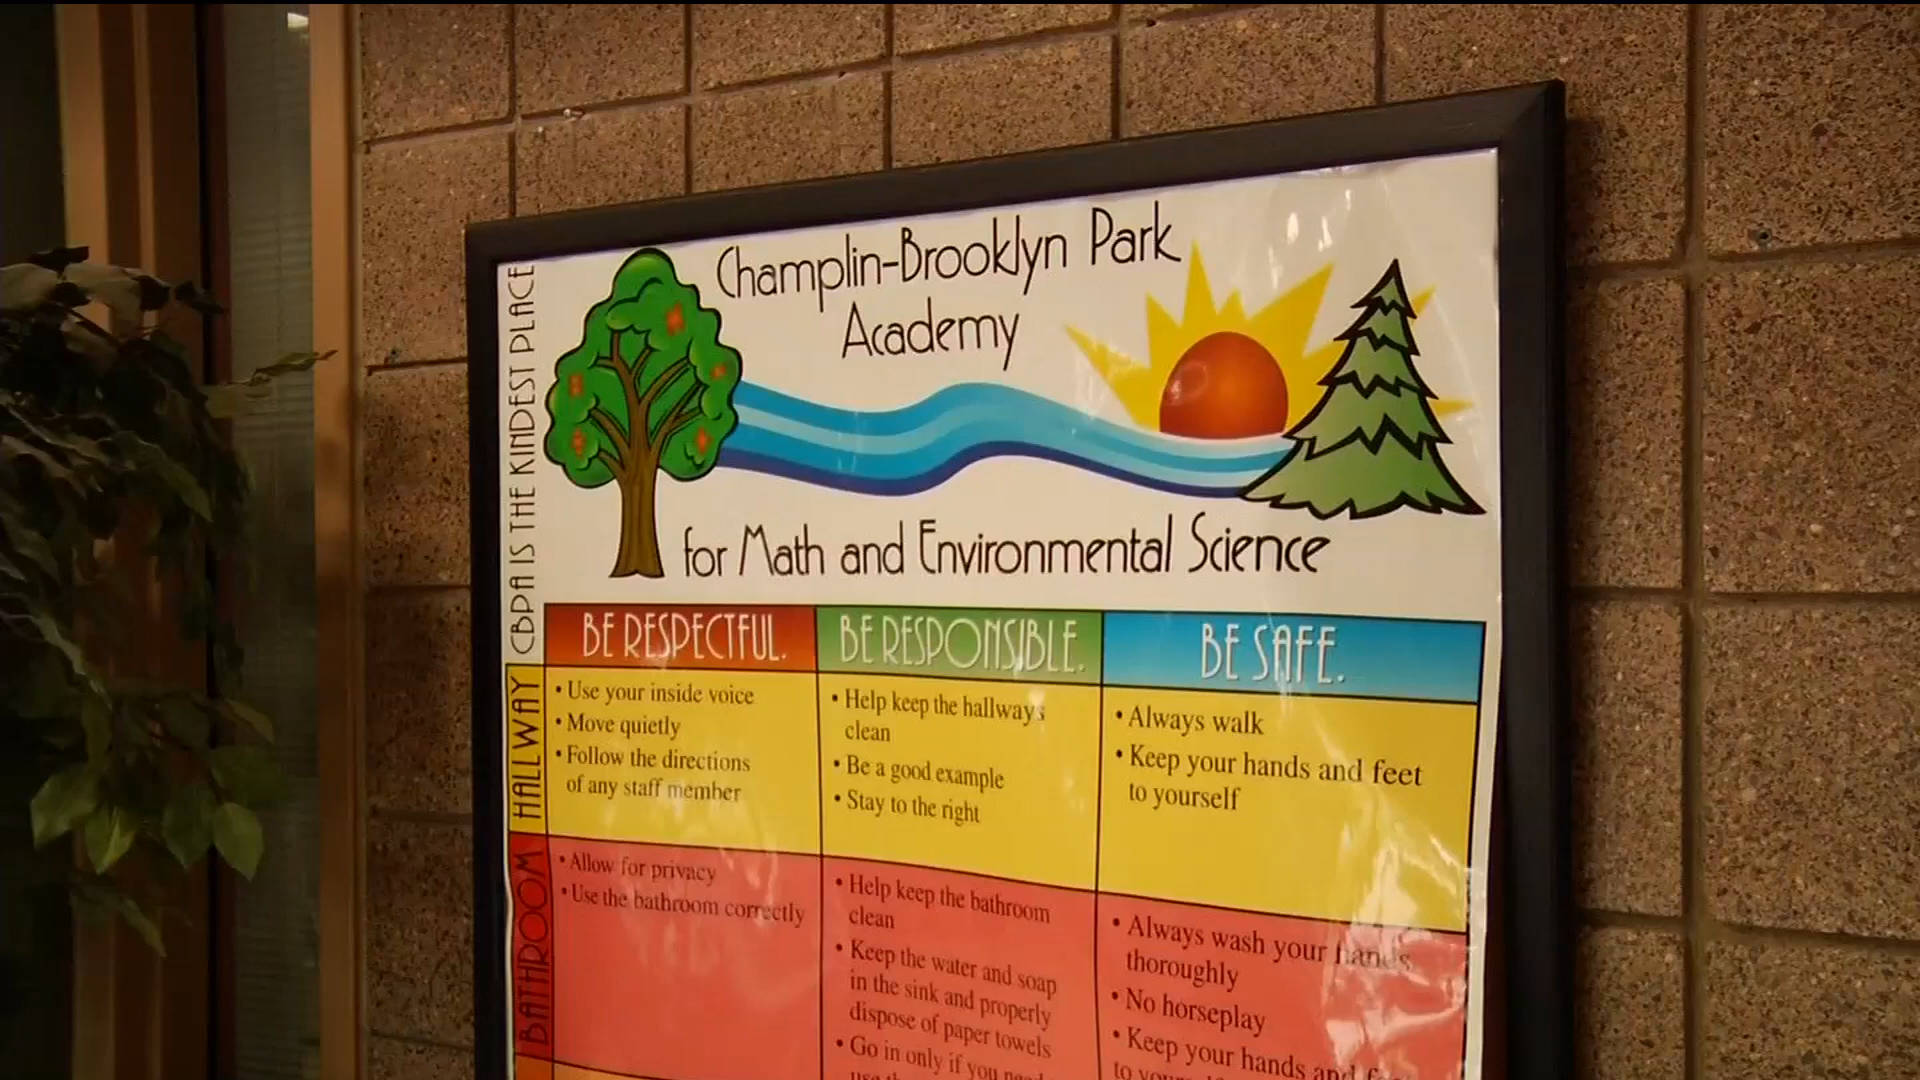 Champlin-Brooklyn Park
Academy
for Math and Environmental Science
CBPA IS THE KINDEST PLACE
BE RESPECTFUL.
BE RESPONSIBLE.
BE SAFE.
HALLWAY
• Use your inside voice
• Move quietly
• Follow the directions
of any staff member
• Help keep the hallways
clean
• Be a good example
• Stay to the right
• Always walk
• Keep your hands and feet
to yourself
BATHROOM
• Allow for privacy
• Use the bathroom correctly
• Help keep the bathroom
clean
• Keep the water and soap
in the sink and properly
dispose of paper towels
• Go in only if you need
• Always wash your hands
thoroughly
• No horseplay
• Keep your hands and
to